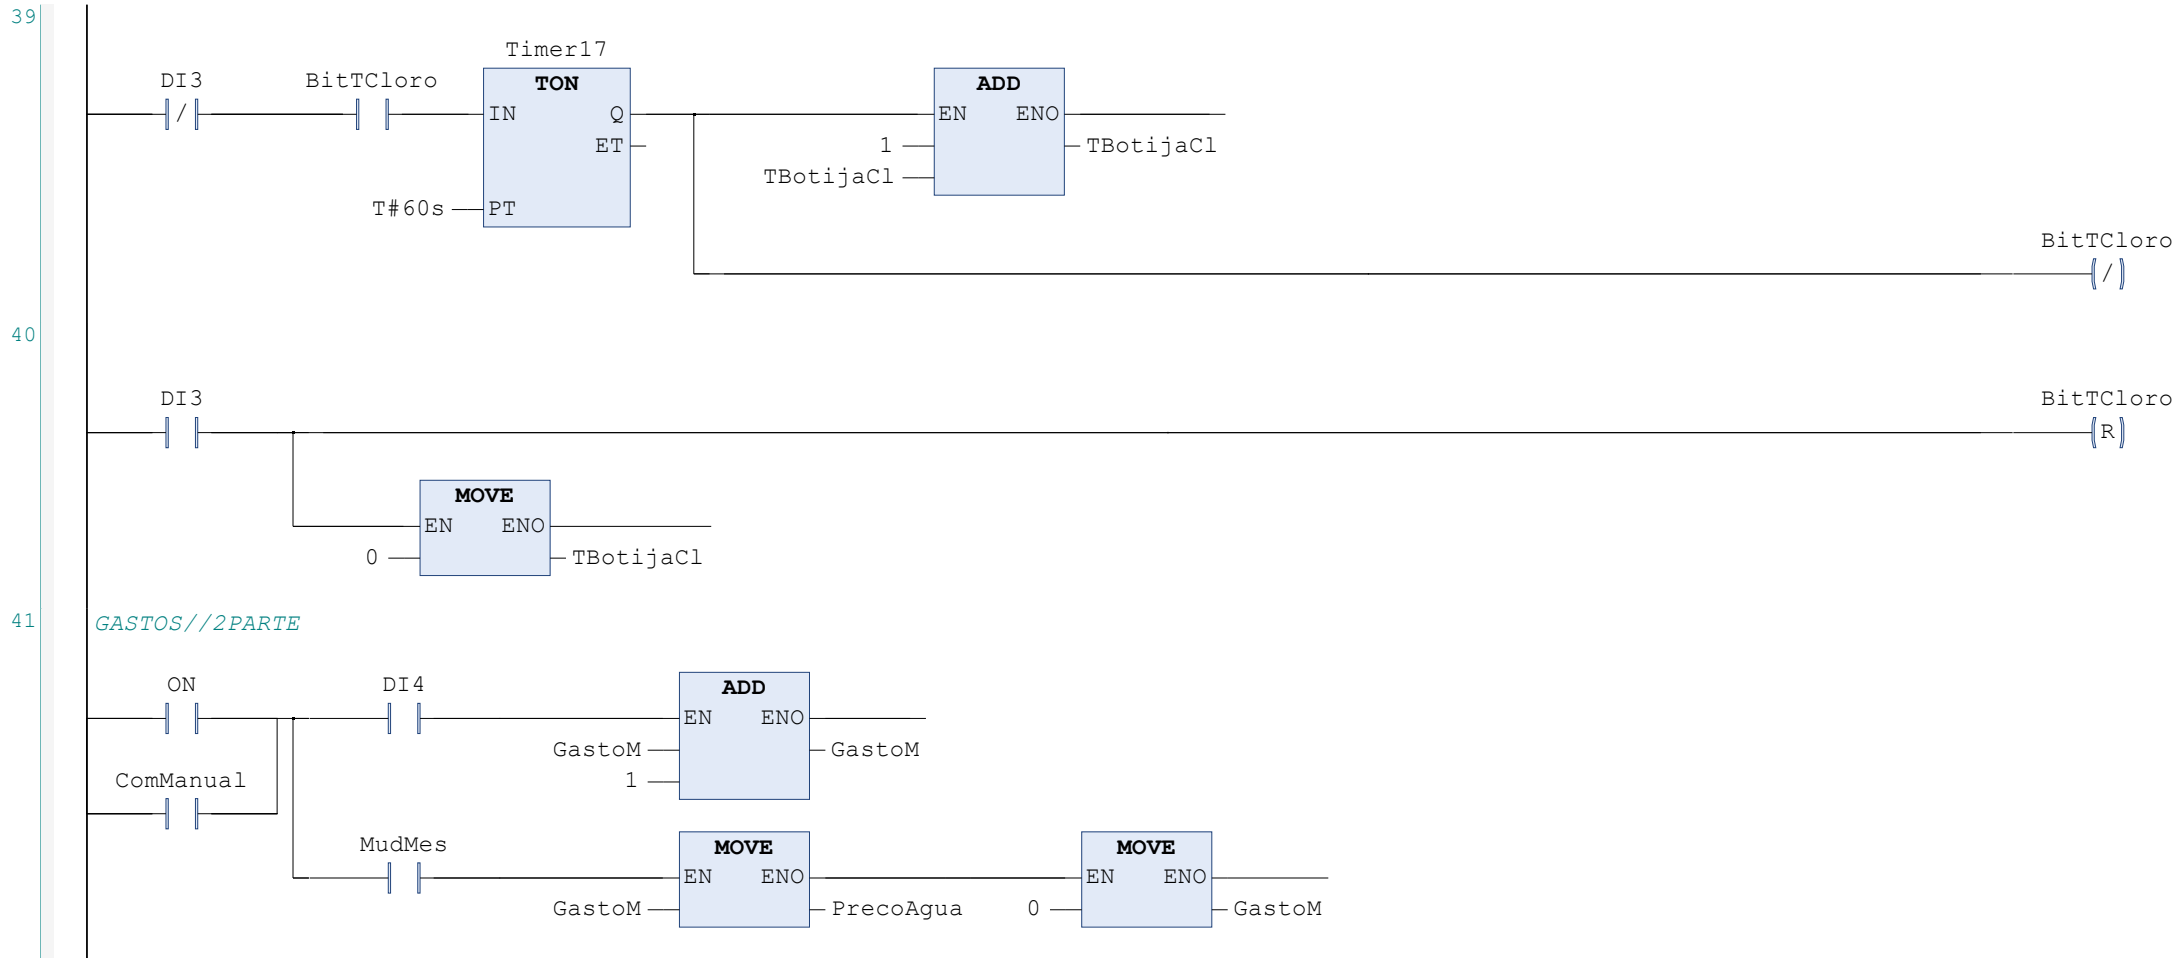 39
Timer17
DI3 BitTCloro TON ADD
/ IN Q EN ENO
ET 1 TBotijaCl
TBotijaCl
T#60s PT
BitTCloro
/
40
DI3 BitTCloro
R
MOVE
EN ENO
0 TBotijaCl
41 GASTOS//2PARTE
ON DI4 ADD
EN ENO
GastoM GastoM
ComManual 1
MudMes MOVE MOVE
EN ENO EN ENO
GastoM PrecoAgua 0 GastoM